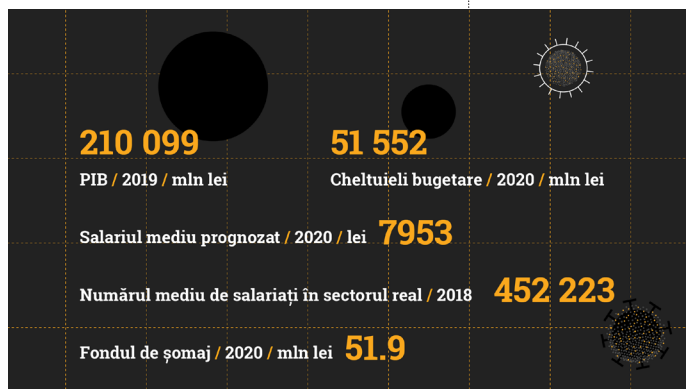 210 099 51 552
PIB / 2019 / mln lei Cheltuieli bugetare / 2020 / mln lei
Salariul mediu prognozat / 2020 / lei 7953
Numărul mediu de salariați în sectorul real / 2018 452 223
Fondul de șomaj / 2020 / mln lei 51.9